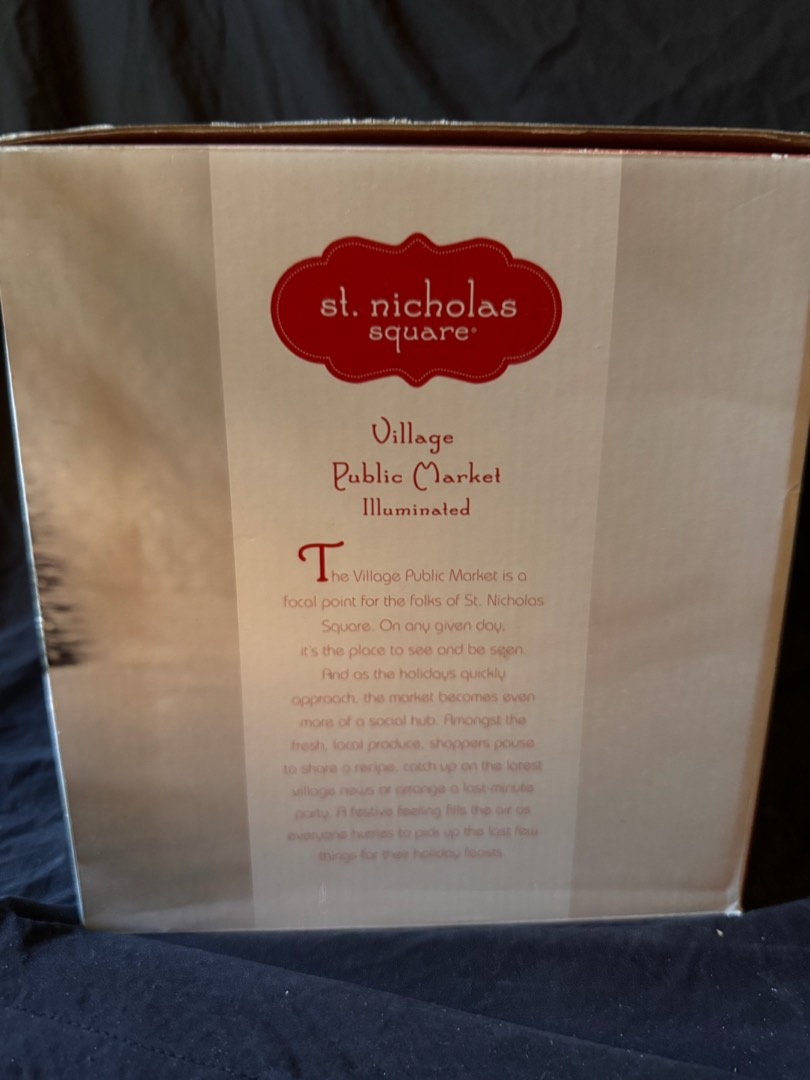 st. nicholas
square®
Village
Public Market
Illuminated
The Village Public Market is a
focal point for the folks of St. Nicholas
Square. On any given day,
it's the place to see and be seen.
And as the holidays quickly
approach, the market becomes even
more of a social hub. Amongst the
fresh, local produce, shoppers pause
to share a recipe, catch up on the latest
village news or arrange a last-minute
party. A festive feeling fills the air as
everyone hurries to pick up the last few
things for their holiday feasts.